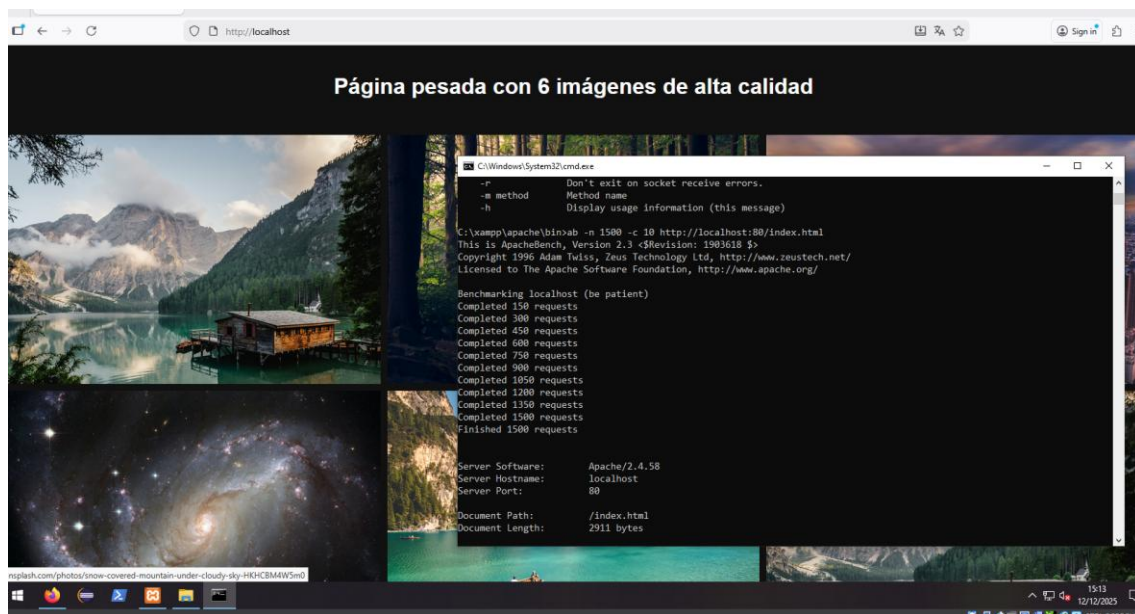 http://localhost
Sign in
Página pesada con 6 imágenes de alta calidad
C:\Windows\System32\cmd.exe
-r Don't exit on socket receive errors.
-m method Method name
-h Display usage information (this message)
C:\xampp\apache\bin>ab -n 1500 -c 10 http://localhost:80/index.html
This is ApacheBench, Version 2.3 <$Revision: 1903618 $>
Copyright 1996 Adam Twiss, Zeus Technology Ltd, http://www.zeustech.net/
Licensed to The Apache Software Foundation, http://www.apache.org/
Benchmarking localhost (be patient)
Completed 150 requests
Completed 300 requests
Completed 450 requests
Completed 600 requests
Completed 750 requests
Completed 900 requests
Completed 1050 requests
Completed 1200 requests
Completed 1350 requests
Completed 1500 requests
Finished 1500 requests
Server Software: Apache/2.4.58
Server Hostname: localhost
Server Port: 80
Document Path: /index.html
Document Length: 2911 bytes
nsplash.com/photos/snow-covered-mountain-under-cloudy-sky-HKHCBM4W5m0
15:13
12/12/2025